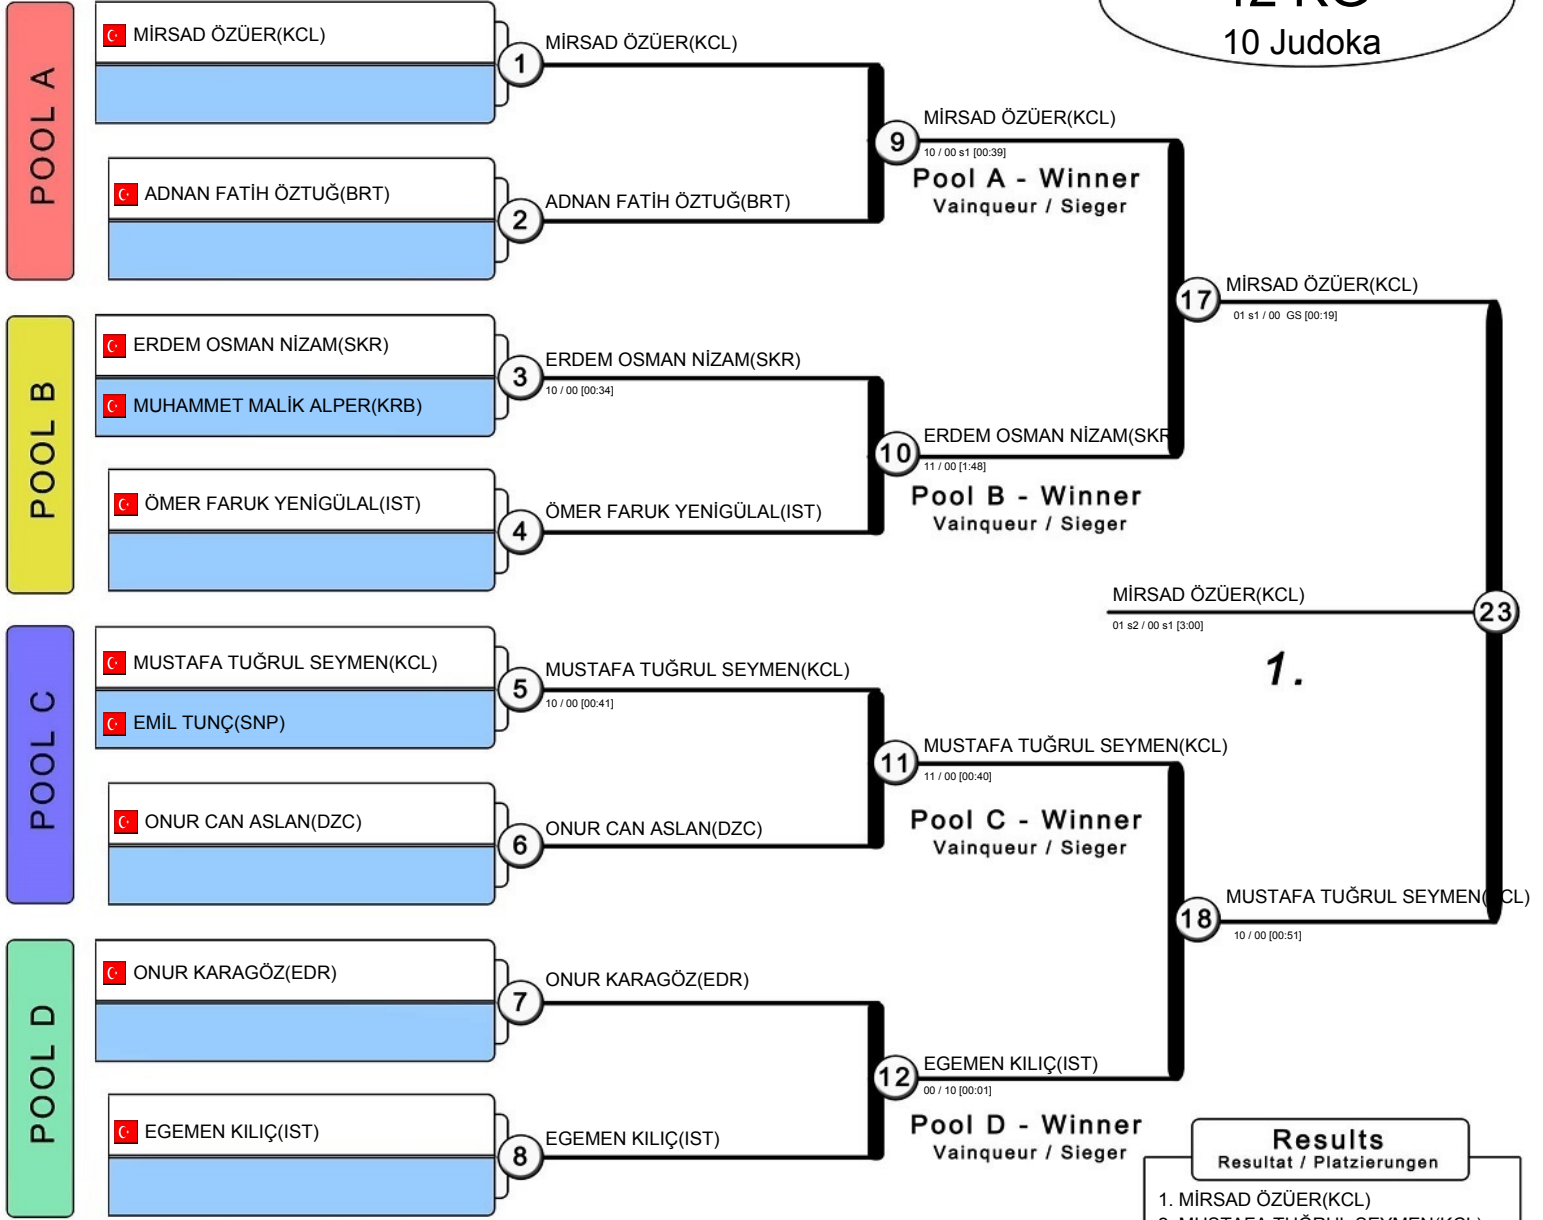 10 Judoka
POOL A
MİRSAD ÖZÜER(KCL)
1
MİRSAD ÖZÜER(KCL)
ADNAN FATİH ÖZTUĞ(BRT)
2
ADNAN FATİH ÖZTUĞ(BRT)
9
MİRSAD ÖZÜER(KCL)
10 / 00 s1 [00:39]
Pool A - Winner
Vainqueur / Sieger
POOL B
ERDEM OSMAN NİZAM(SKR)
MUHAMMET MALİK ALPER(KRB)
3
ERDEM OSMAN NİZAM(SKR)
10 / 00 [00:34]
ÖMER FARUK YENİGÜLAL(IST)
4
ÖMER FARUK YENİGÜLAL(IST)
10
ERDEM OSMAN NİZAM(SKR
11 / 00 [1:48]
Pool B - Winner
Vainqueur / Sieger
17
MİRSAD ÖZÜER(KCL)
01 s1 / 00 GS [00:19]
POOL C
MUSTAFA TUĞRUL SEYMEN(KCL)
EMİL TUNÇ(SNP)
5
MUSTAFA TUĞRUL SEYMEN(KCL)
10 / 00 [00:41]
ONUR CAN ASLAN(DZC)
6
ONUR CAN ASLAN(DZC)
11
MUSTAFA TUĞRUL SEYMEN(KCL)
11 / 00 [00:40]
Pool C - Winner
Vainqueur / Sieger
POOL D
ONUR KARAGÖZ(EDR)
7
ONUR KARAGÖZ(EDR)
EGEMEN KILIÇ(IST)
8
EGEMEN KILIÇ(IST)
12
EGEMEN KILIÇ(IST)
00 / 10 [00:01]
Pool D - Winner
Vainqueur / Sieger
18
MUSTAFA TUĞRUL SEYMEN(KCL)
10 / 00 [00:51]
MİRSAD ÖZÜER(KCL)
23
01 s2 / 00 s1 [3:00]
1.
Results
Resultat / Platzierungen
1. MİRSAD ÖZÜER(KCL)
2. MUSTAFA TUĞRUL SEYMEN(KCL)